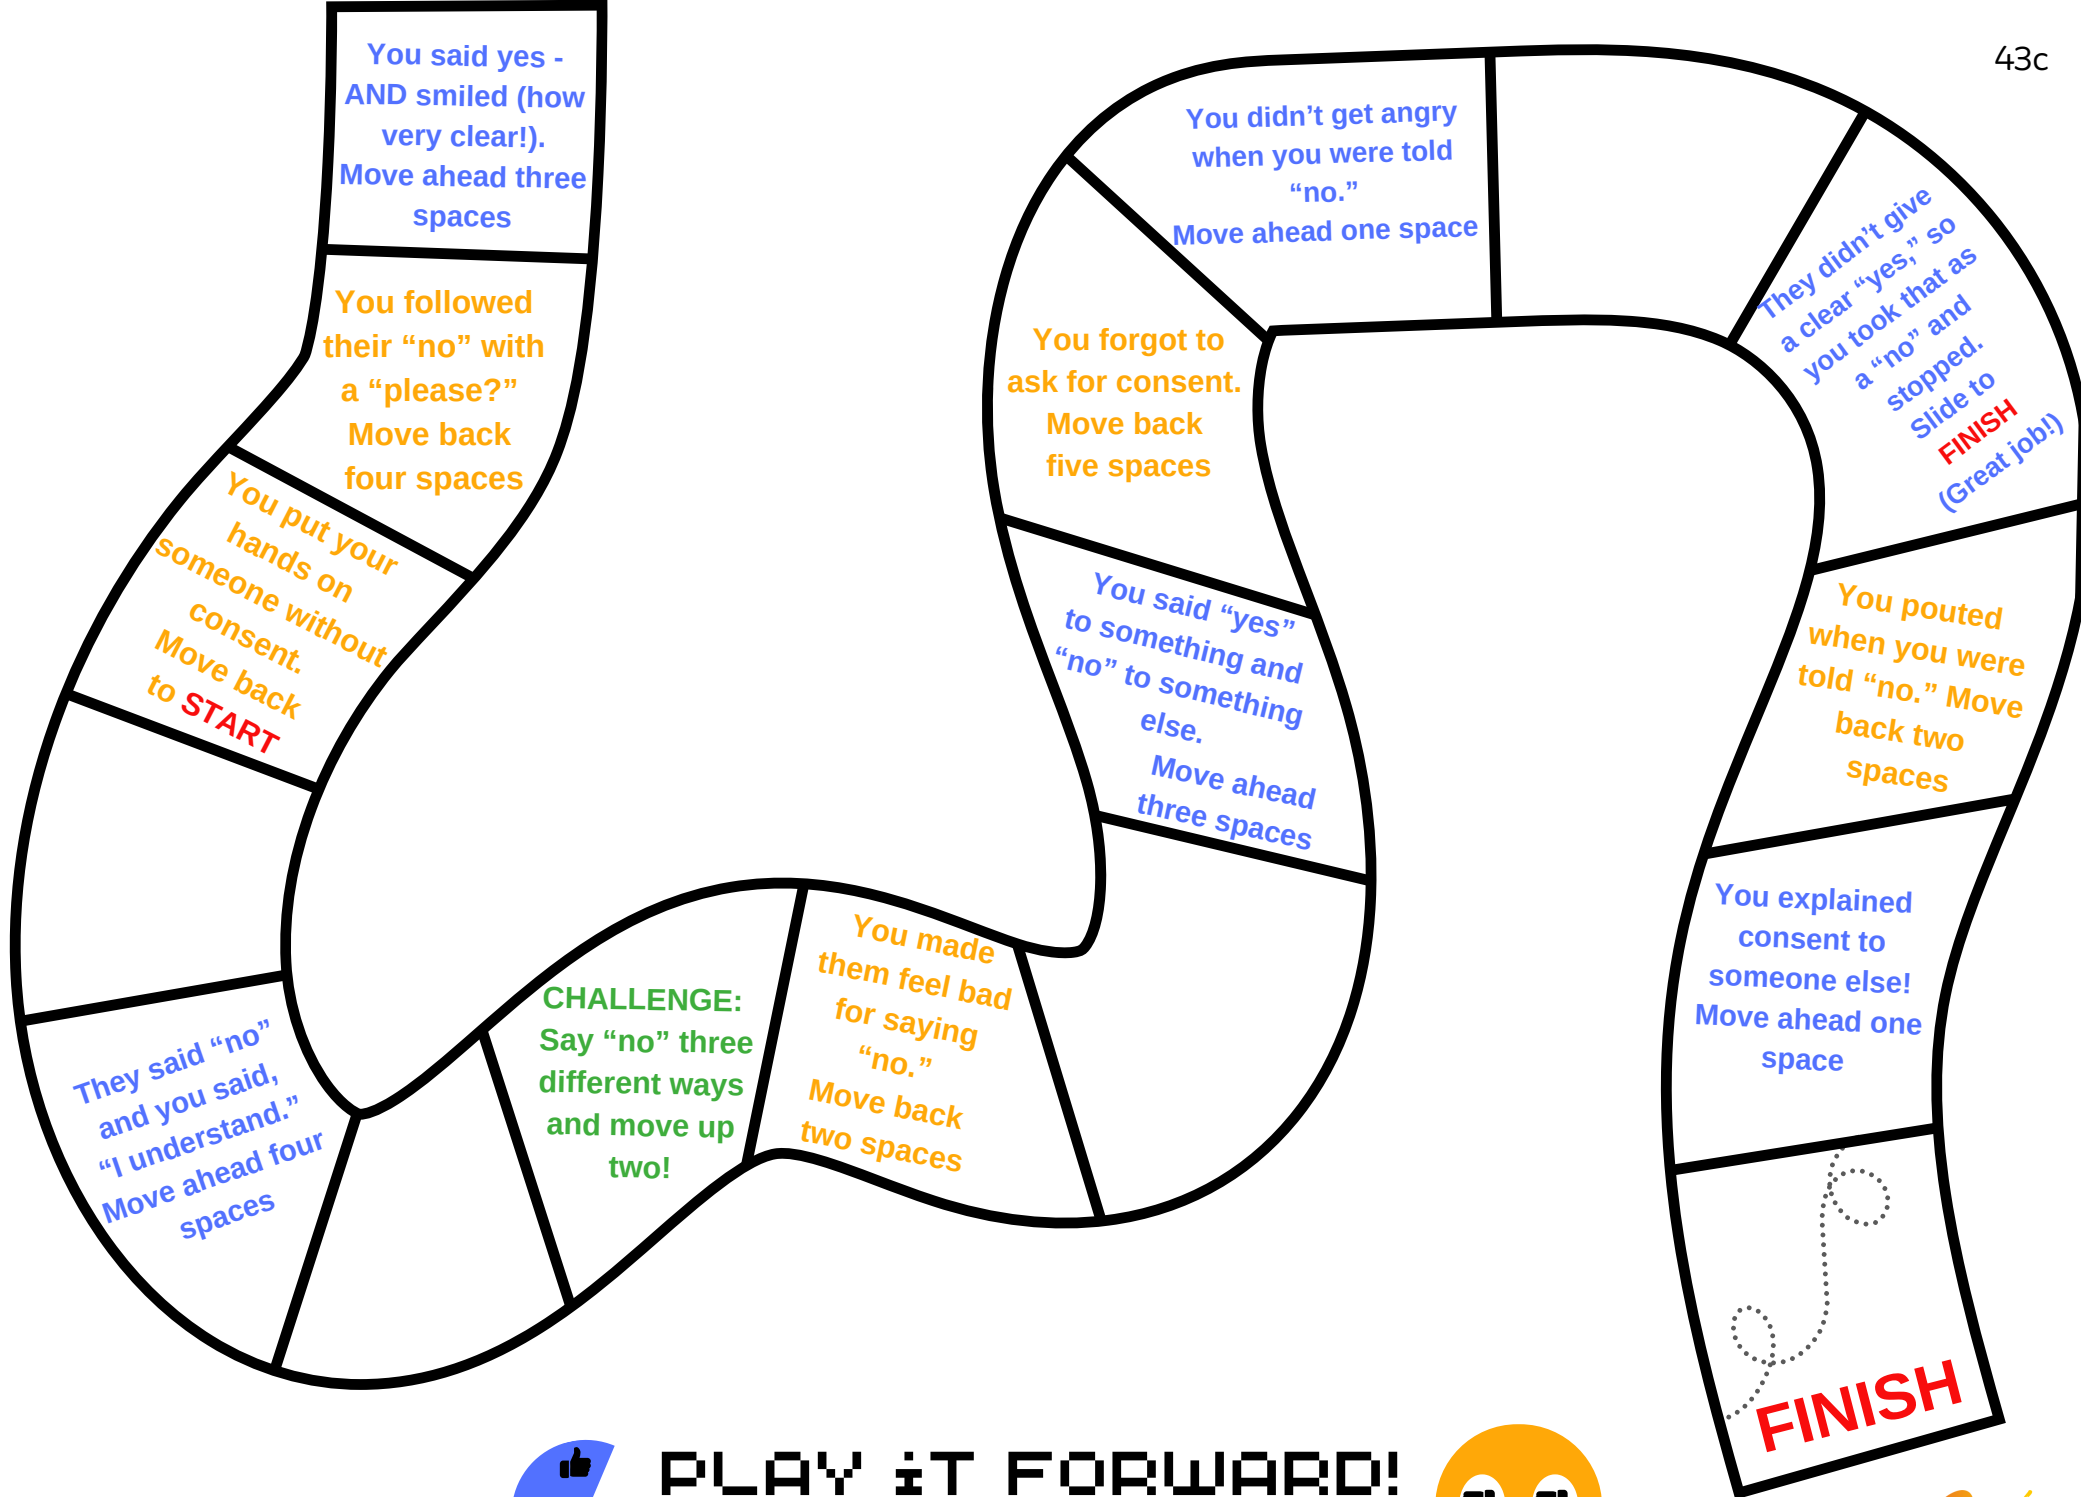 43c
You said yes -
AND smiled (how
very clear!).
Move ahead three
spaces
You followed
their “no” with
a “please?”
Move back
four spaces
You put your
hands on
someone without
consent.
Move back
to START
They said “no”
and you said,
“I understand.”
Move ahead four
spaces
CHALLENGE:
Say “no” three
different ways
and move up
two!
You made
them feel bad
for saying
“no.”
Move back
two spaces
You said “yes”
to something and
“no” to something
else.
Move ahead
three spaces
You forgot to
ask for consent.
Move back
five spaces
You didn’t get angry
when you were told
“no.”
Move ahead one space
They didn’t give
a clear “yes,” so
you took that as
a “no” and
stopped.
Slide to
FINISH
(Great job!)
You pouted
when you were
told “no.” Move
back two
spaces
You explained
consent to
someone else!
Move ahead one
space
FINISH
PLAY iT FORWARD!